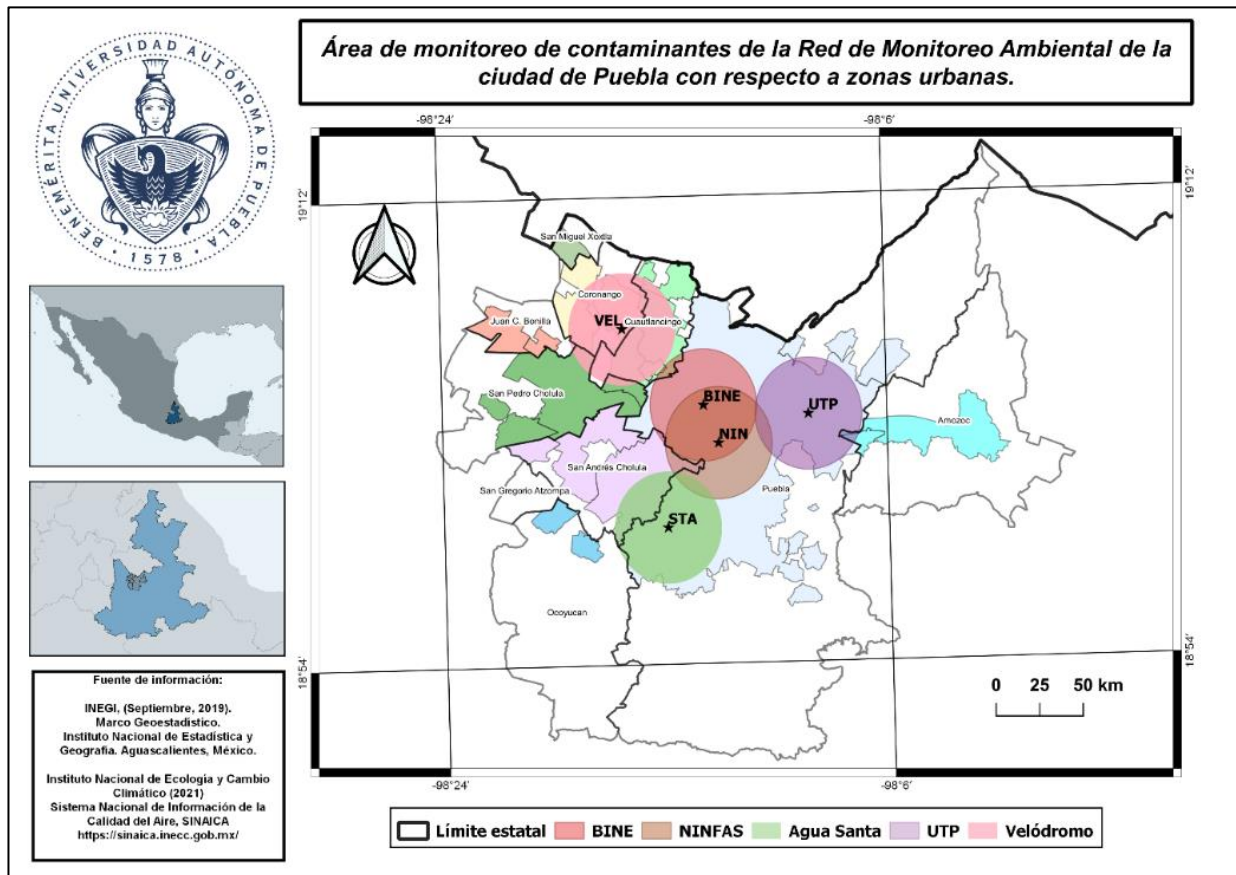 BENEMÉRITA UNIVERSIDAD AUTÓNOMA DE PUEBLA
• 1578 •
Área de monitoreo de contaminantes de la Red de Monitoreo Ambiental de la
ciudad de Puebla con respecto a zonas urbanas.
-98°24'
-98°6'
19°12'
19°12'
San Miguel Xoxtla
Coronango
Juan C. Bonilla
VEL
Cuautlancingo
San Pedro Cholula
BINE
UTP
NIN
Amozoc
San Andrés Cholula
San Gregorio Atzompa
Puebla
STA
Ocoyucan
18°54'
18°54'
0 25 50 km
-98°24'
-98°6'
Fuente de información:
INEGI, (Septiembre, 2019).
Marco Geoestadístico.
Instituto Nacional de Estadística y
Geografía. Aguascalientes, México.
Instituto Nacional de Ecología y Cambio
Climático (2021)
Sistema Nacional de Información de la
Calidad del Aire, SINAICA
https://sinaica.inecc.gob.mx/
Límite estatal BINE NINFAS Agua Santa UTP Velódromo